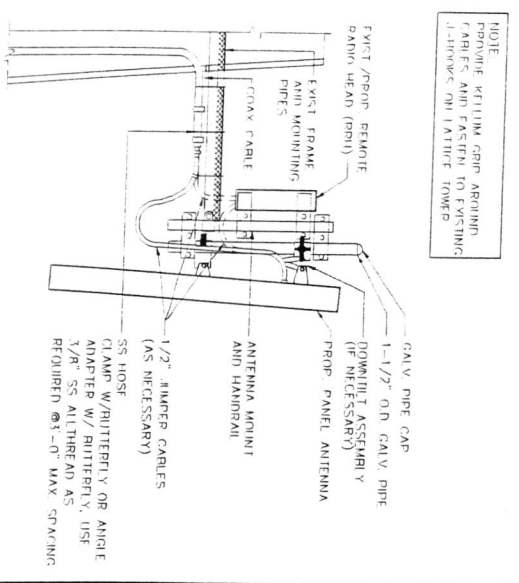 NOTE
PROVIDE KELLUM GRIP AROUND
CABLES AND FASTEN TO EXISTING
J-HOOKS ON LATTICE TOWER
EXIST/PROP REMOTE
RADIO HEAD (RRH)
EXIST FRAME
AND MOUNTING
PIPES
COAX CABLE
GALV. PIPE CAP
1-1/2" O.D. GALV. PIPE
DOWNTILT ASSEMBLY
(IF NECESSARY)
PROP. PANEL ANTENNA
ANTENNA MOUNT
AND HANDRAIL
1/2" JUMPER CABLES
(AS NECESSARY)
SS HOSE
CLAMP W/BUTTERFLY OR ANGLE
ADAPTER W/ BUTTERFLY, USE
3/8" SS ALLTHREAD AS
REQUIRED @3'-0" MAX. SPACING